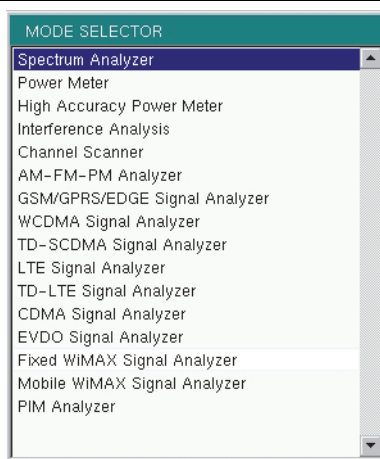 MODE SELECTOR
Spectrum Analyzer
Power Meter
High Accuracy Power Meter
Interference Analysis
Channel Scanner
AM-FM-PM Analyzer
GSM/GPRS/EDGE Signal Analyzer
WCDMA Signal Analyzer
TD-SCDMA Signal Analyzer
LTE Signal Analyzer
TD-LTE Signal Analyzer
CDMA Signal Analyzer
EVDO Signal Analyzer
Fixed WiMAX Signal Analyzer
Mobile WiMAX Signal Analyzer
PIM Analyzer